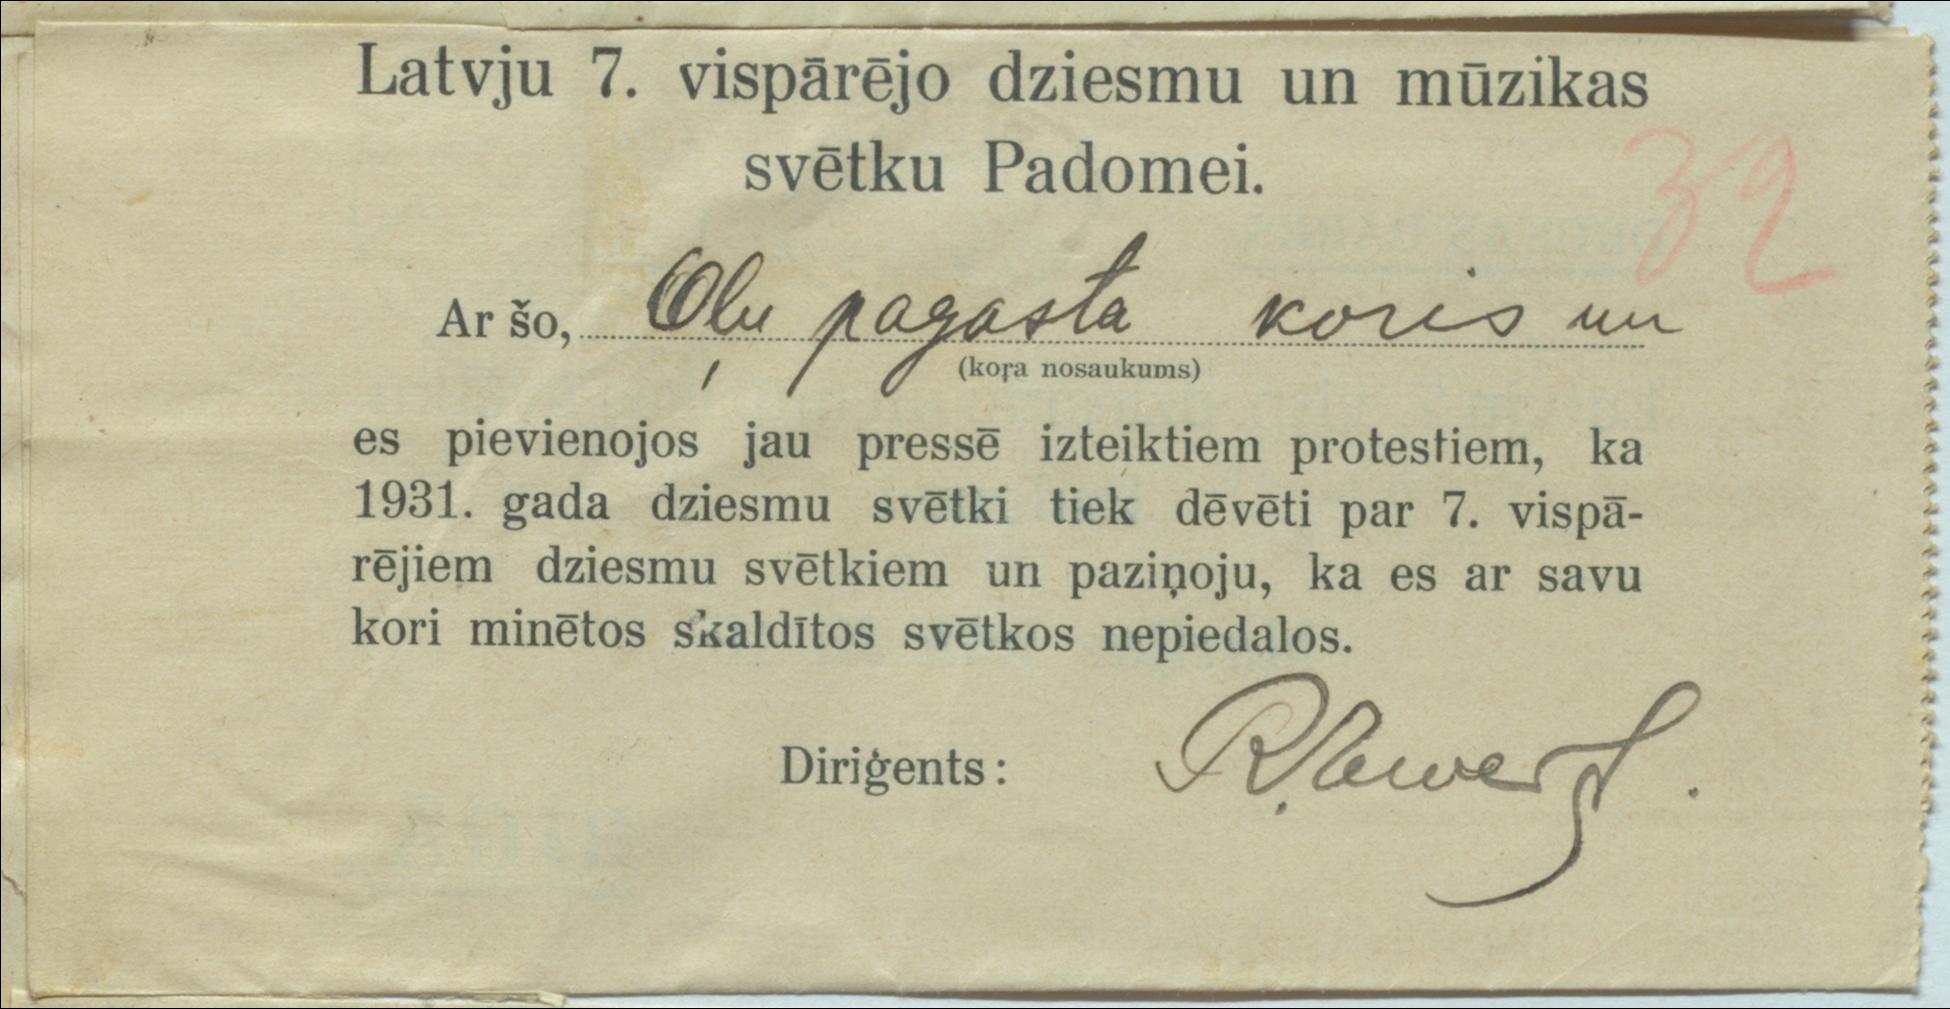 Latvju 7. vispārējo dziesmu un mūzikas
svētku Padomei.
32
Ar šo, Oļu pagasta koris un
(koŗa nosaukums)
es pievienojos jau pressē izteiktiem protestiem, ka
1931. gada dziesmu svētki tiek dēvēti par 7. vispā-
rējiem dziesmu svētkiem un paziņoju, ka es ar savu
kori minētos skaldītos svētkos nepiedalos.
Diriģents: